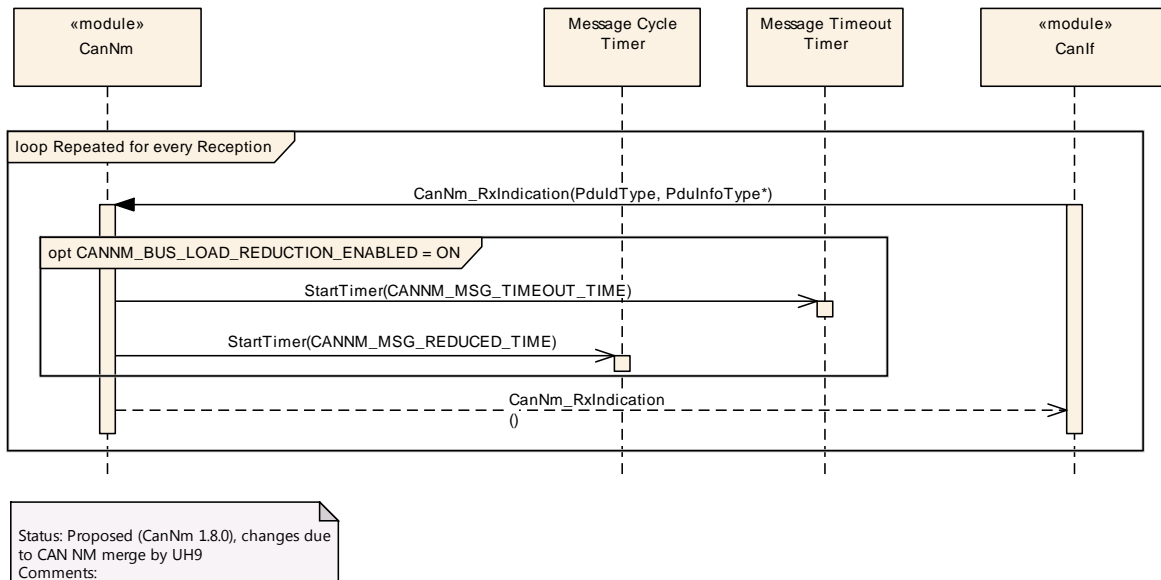 «module»
CanNm
Message Cycle
Timer
Message Timeout
Timer
«module»
CanIf
loop Repeated for every Reception
CanNm_RxIndication(PduIdType, PduInfoType*)
opt CANNM_BUS_LOAD_REDUCTION_ENABLED = ON
StartTimer(CANNM_MSG_TIMEOUT_TIME)
StartTimer(CANNM_MSG_REDUCED_TIME)
CanNm_RxIndication
()
Status: Proposed (CanNm 1.8.0), changes due
to CAN NM merge by UH9
Comments: